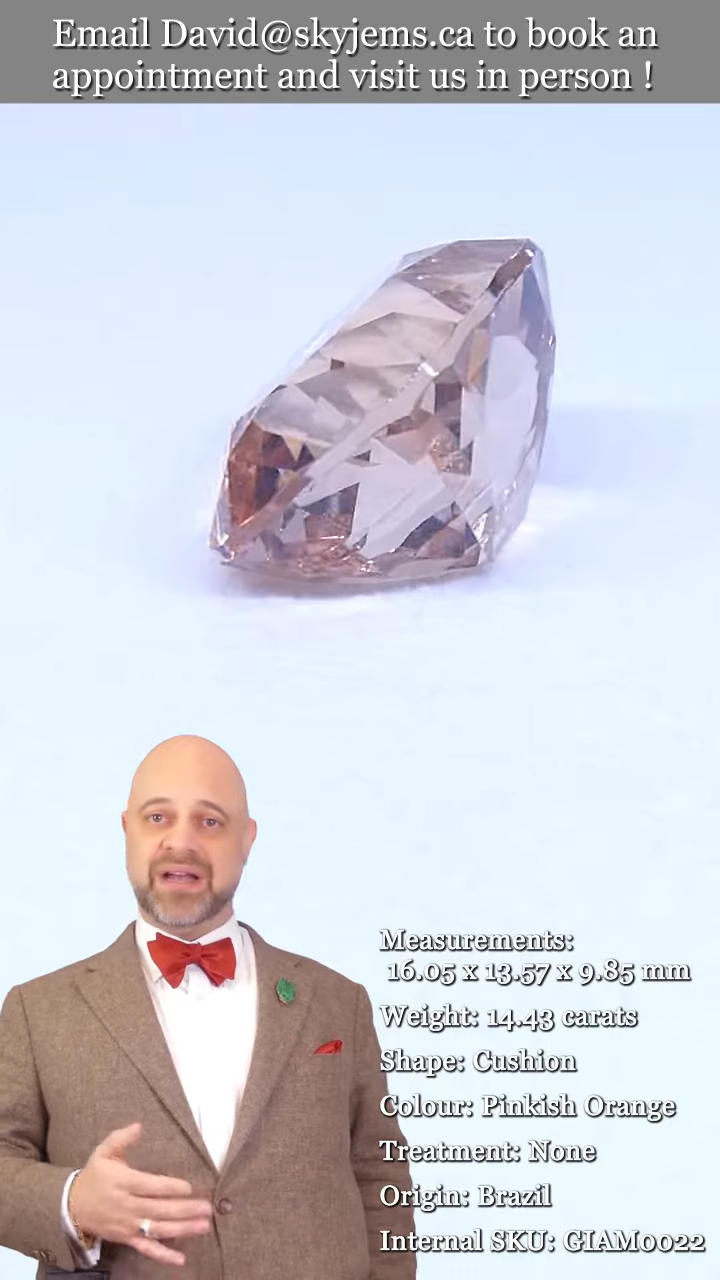 Email David@skyjems.ca to book an
appointment and visit us in person !
Measurements:
16.05 x 13.57 x 9.85 mm
Weight: 14.43 carats
Shape: Cushion
Colour: Pinkish Orange
Treatment: None
Origin: Brazil
Internal SKU: GIAM0022